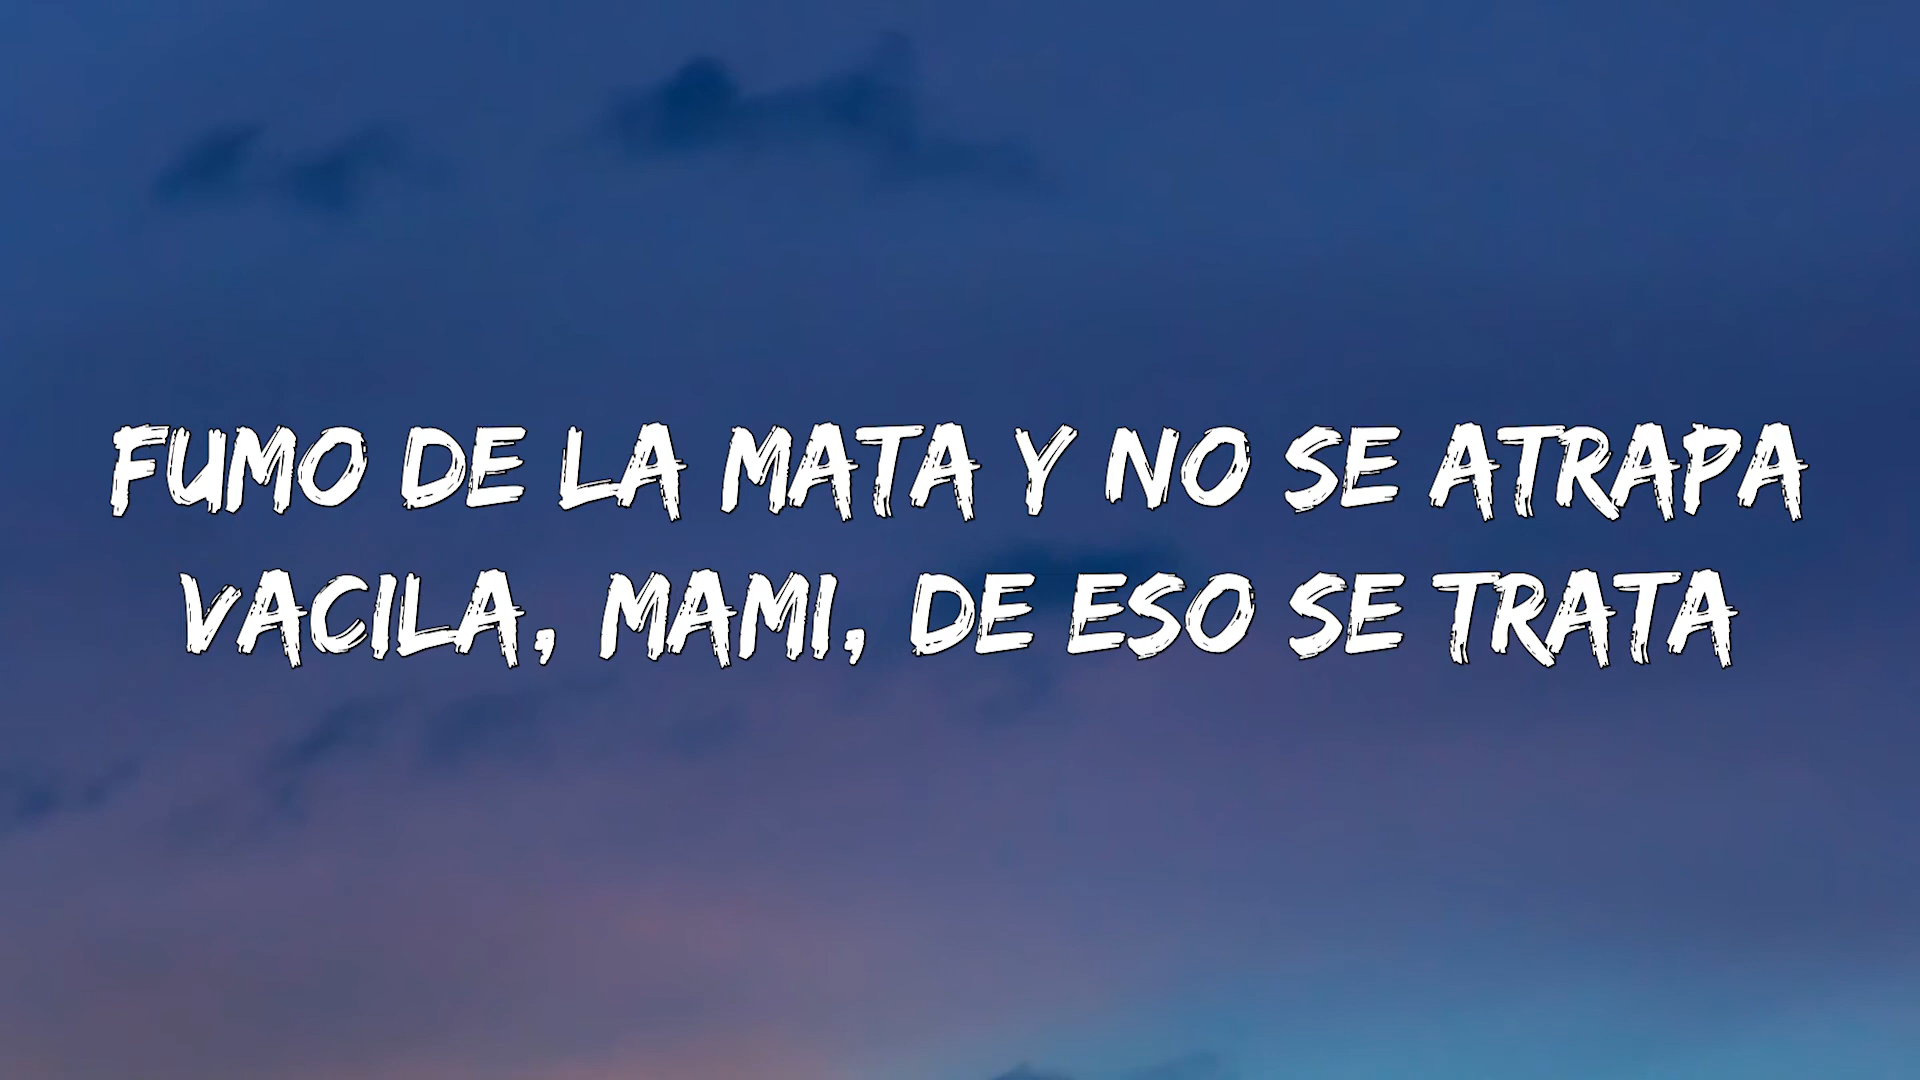 FUMO DE LA MATA Y NO SE ATRAPA
VACILA, MAMI, DE ESO SE TRATA